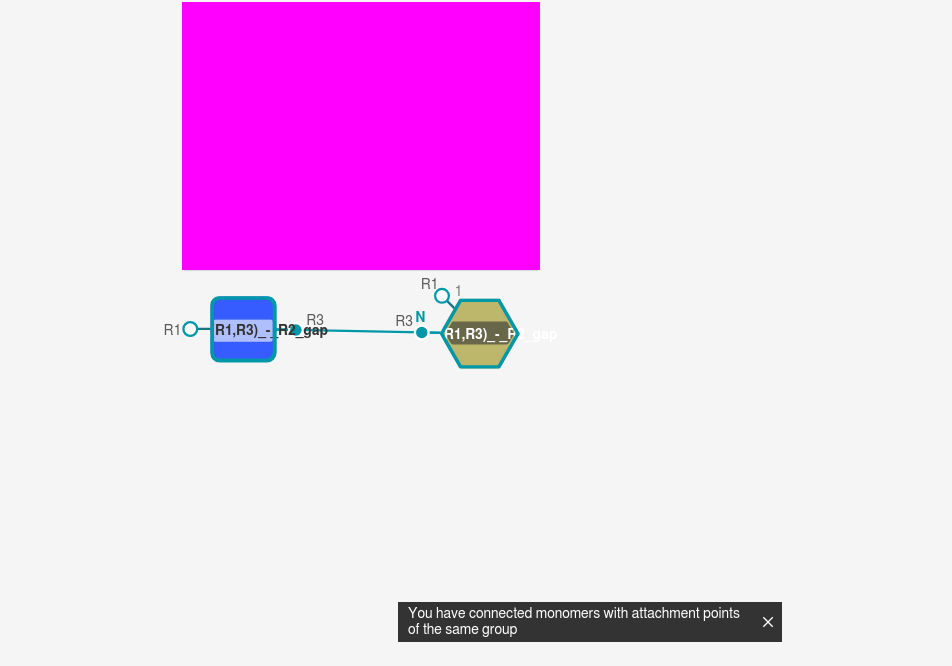 R1
1
R1
R1,R3)_-_R2_gap
R3
R3
N
R1,R3)_-_R2_gap
You have connected monomers with attachment points
of the same group